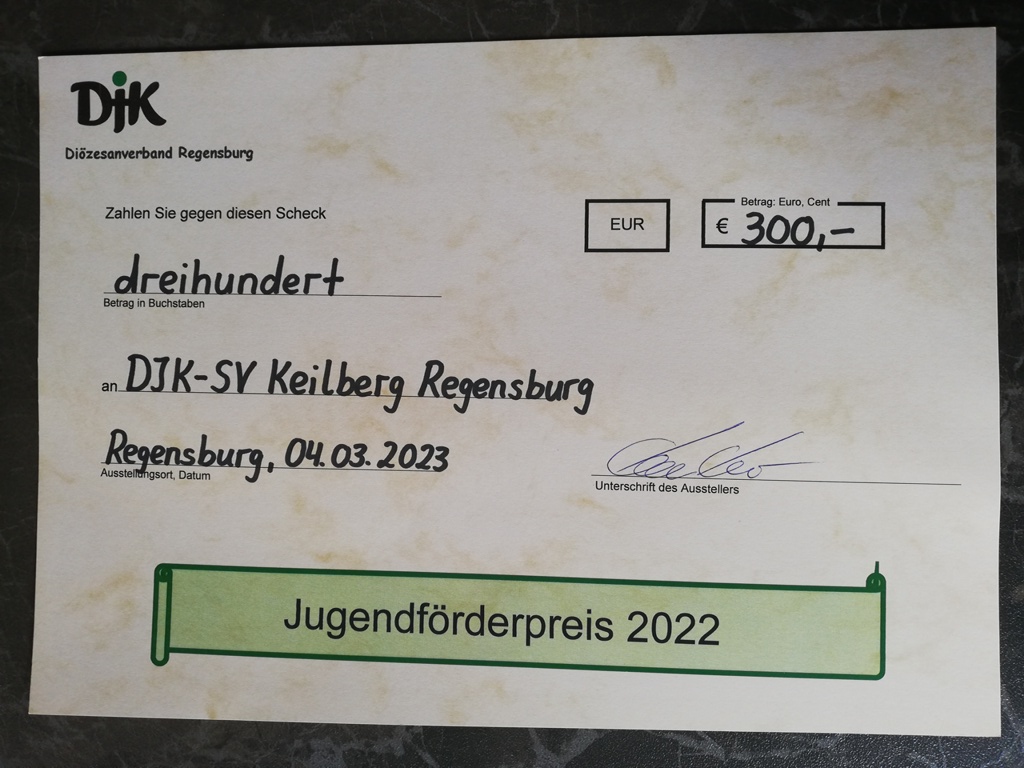 DJK
Diözesanverband Regensburg
Zahlen Sie gegen diesen Scheck
EUR
Betrag: Euro, Cent
€ 300,–
dreihundert
Betrag in Buchstaben
an DJK-SV Keilberg Regensburg
Regensburg, 04.03.2023
Ausstellungsort, Datum
Unterschrift des Ausstellers
Jugendförderpreis 2022